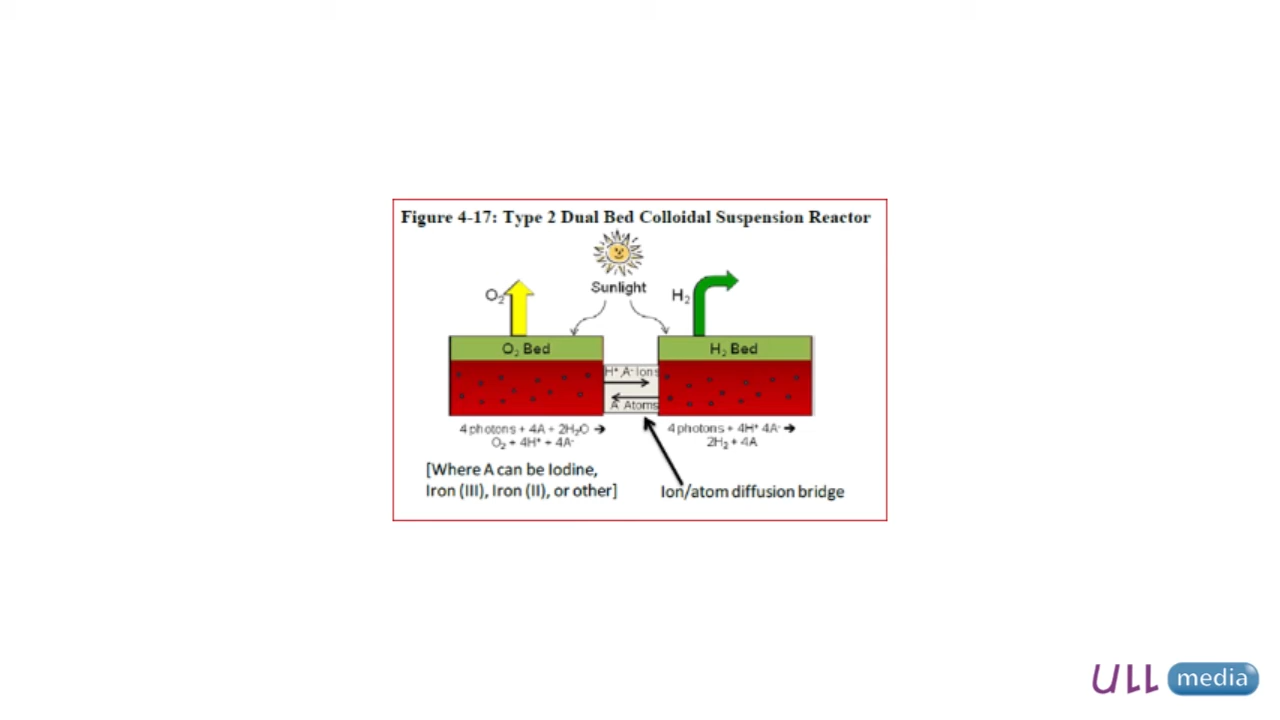 Figure 4-17: Type 2 Dual Bed Colloidal Suspension Reactor
Sunlight
O₂
H₂
O₂ Bed
H₂ Bed
H⁺,A⁻ Ions
A Atoms
4 photons + 4A + 2H₂O ➔
O₂ + 4H⁺ + 4A⁻
4 photons + 4H⁺ 4A⁻ ➔
2H₂ + 4A
[Where A can be Iodine,
Iron (III), Iron (II), or other]
Ion/atom diffusion bridge
ULL media